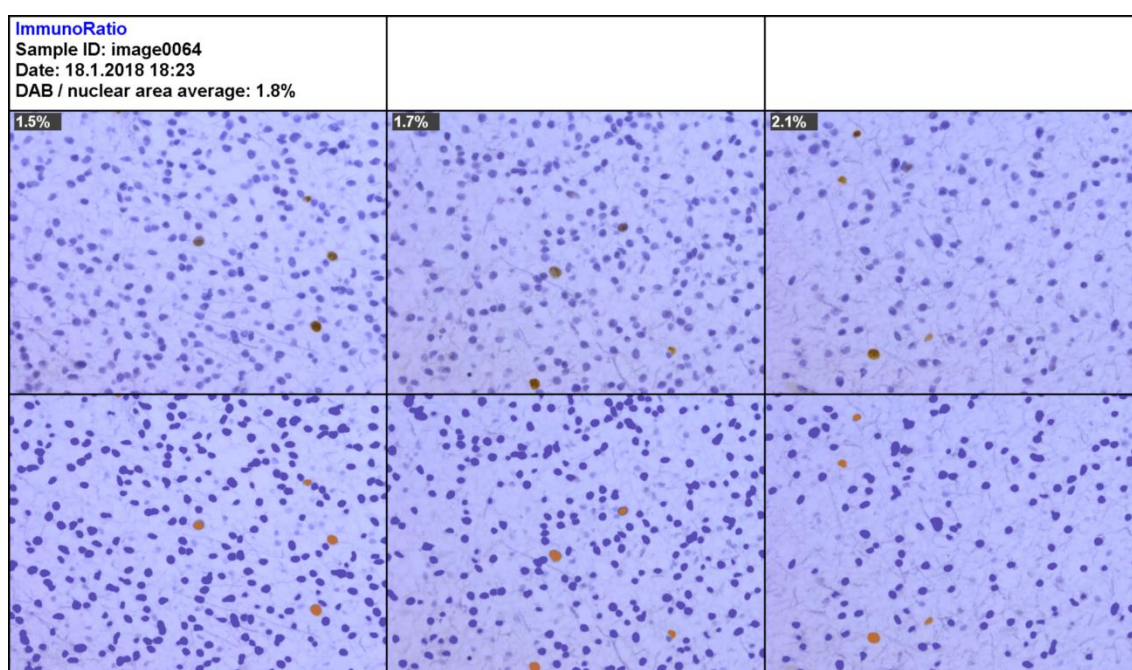 ImmunoRatio
Sample ID: image0064
Date: 18.1.2018 18:23
DAB / nuclear area average: 1.8%
1.5%
1.7%
2.1%